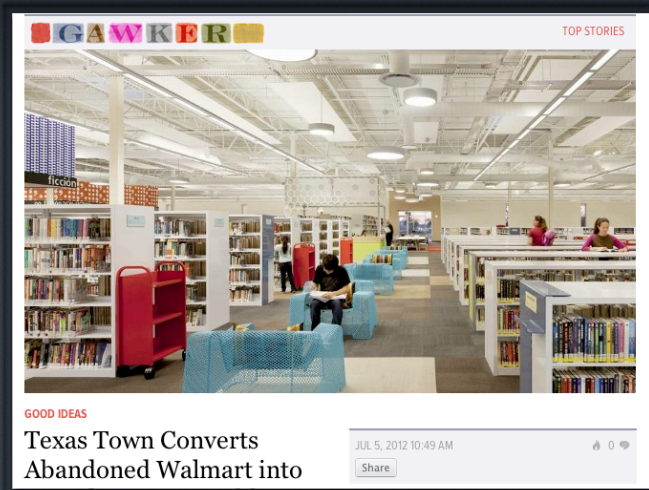 GAWKER
TOP STORIES
ficción
GOOD IDEAS
Texas Town Converts
Abandoned Walmart into
JUL 5, 2012 10:49 AM
0
Share